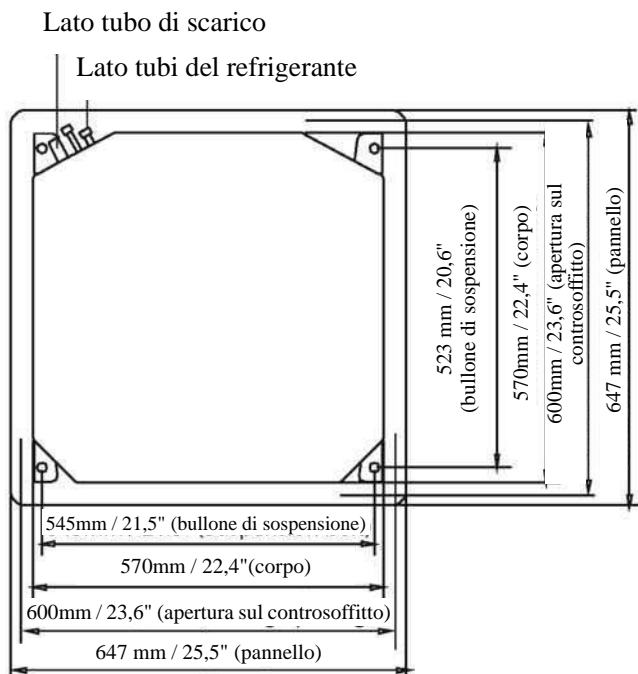 Lato tubo di scarico
Lato tubi del refrigerante
523 mm / 20,6"
(bullone di sospensione)
570mm / 22,4" (corpo)
600mm / 23,6" (apertura sul
controsoffitto)
647 mm / 25,5" (pannello)
545mm / 21,5" (bullone di sospensione)
570mm / 22,4"(corpo)
600mm / 23,6" (apertura sul controsoffitto)
647 mm / 25,5" (pannello)